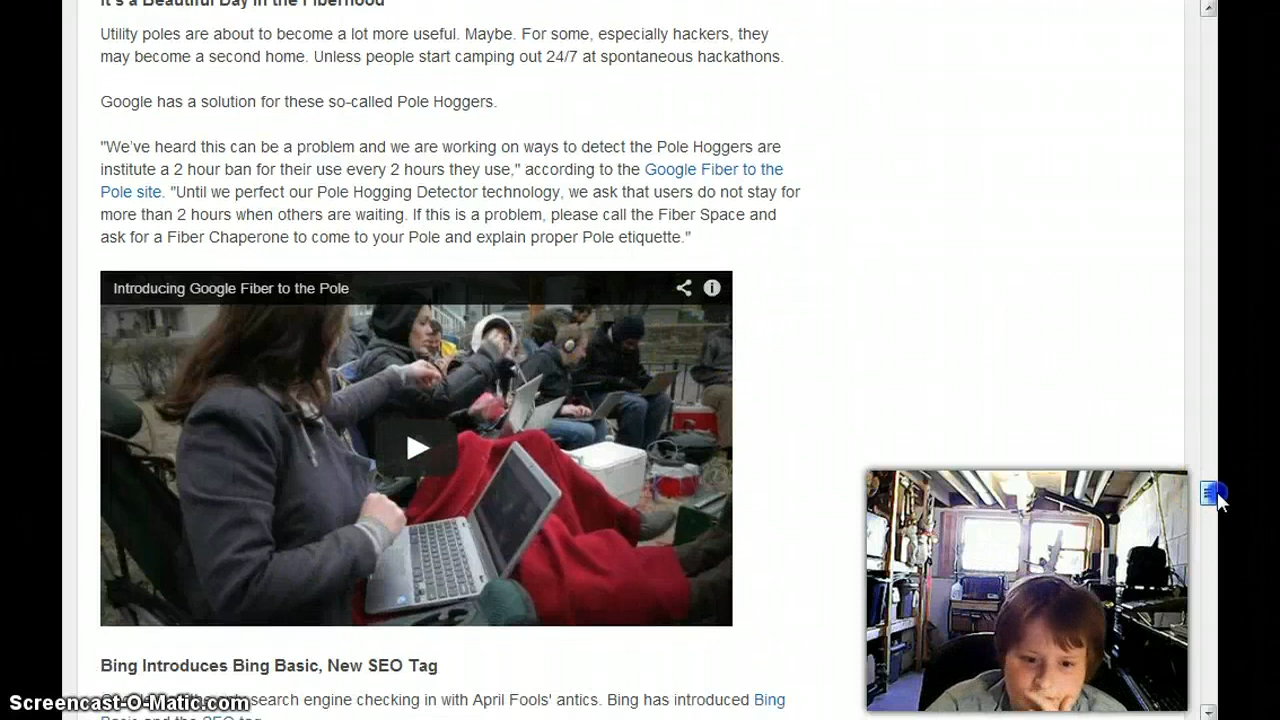 It's a Beautiful Day in the Fiberhood
Utility poles are about to become a lot more useful. Maybe. For some, especially hackers, they
may become a second home. Unless people start camping out 24/7 at spontaneous hackathons.
Google has a solution for these so-called Pole Hoggers.
"We've heard this can be a problem and we are working on ways to detect the Pole Hoggers are
institute a 2 hour ban for their use every 2 hours they use," according to the Google Fiber to the
Pole site. "Until we perfect our Pole Hogging Detector technology, we ask that users do not stay for
more than 2 hours when others are waiting. If this is a problem, please call the Fiber Space and
ask for a Fiber Chaperone to come to your Pole and explain proper Pole etiquette."
Introducing Google Fiber to the Pole
Bing Introduces Bing Basic, New SEO Tag
search engine checking in with April Fools' antics. Bing has introduced Bing
Basic and the SEO tag
Screencast-O-Matic.com